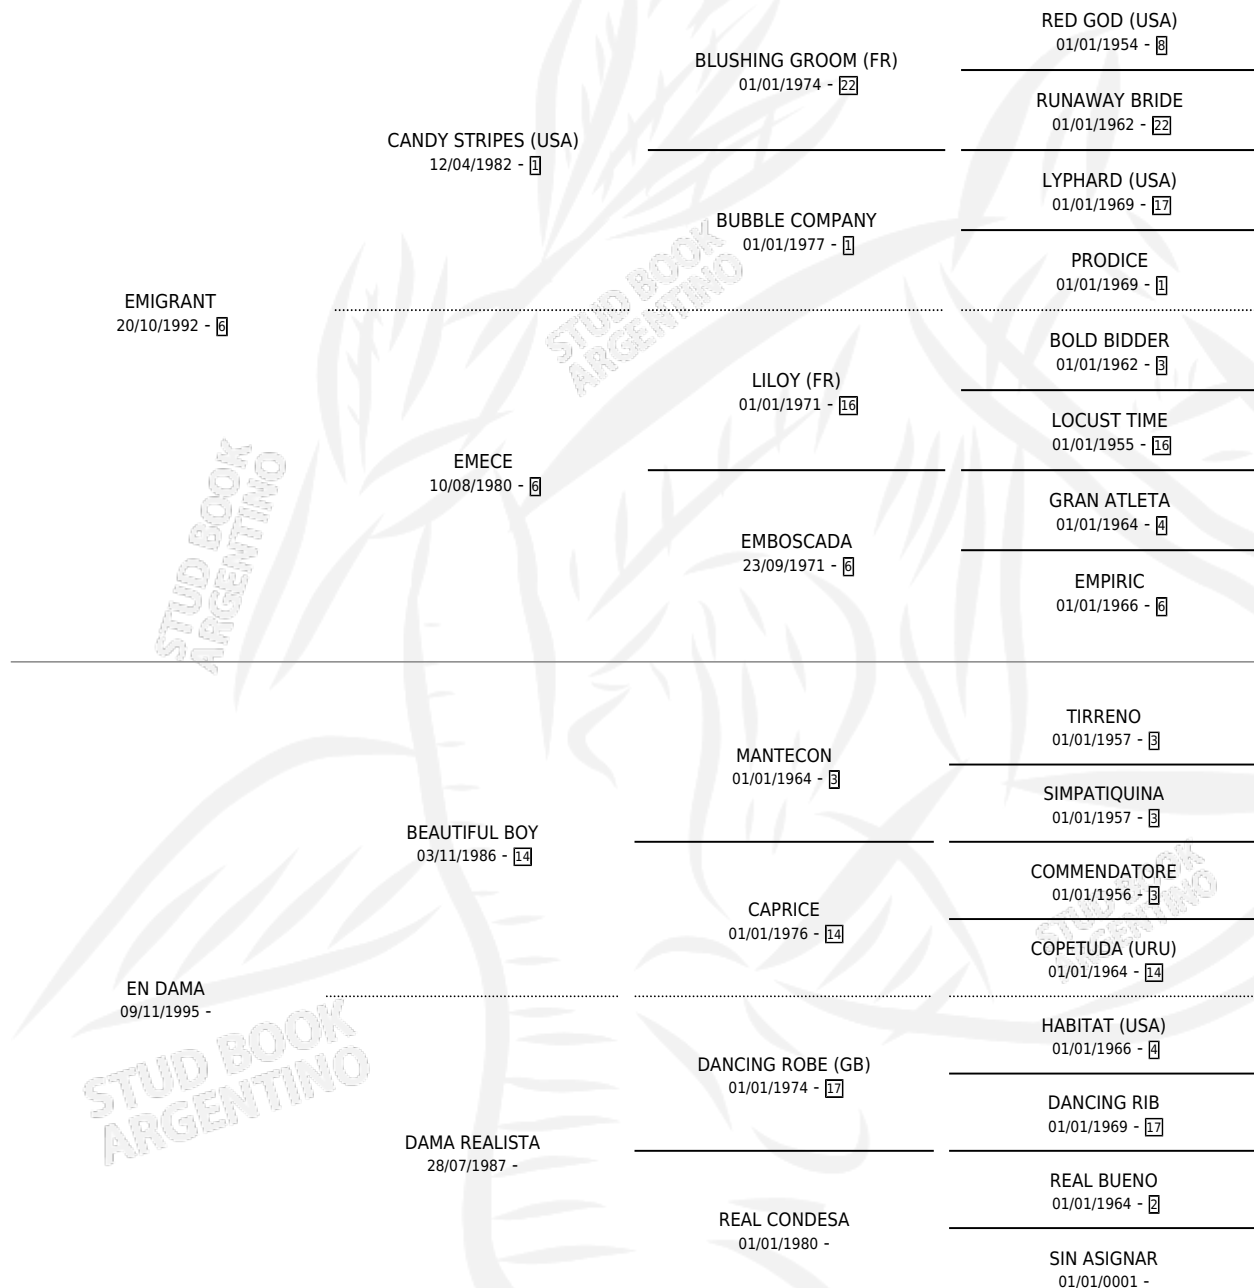 RED GOD (USA)
01/01/1954 - 8
BLUSHING GROOM (FR)
01/01/1974 - 22
RUNAWAY BRIDE
01/01/1962 - 22
CANDY STRIPES (USA)
12/04/1982 - 1
LYPHARD (USA)
01/01/1969 - 17
BUBBLE COMPANY
01/01/1977 - 1
PRODICE
01/01/1969 - 1
EMIGRANT
20/10/1992 - 6
BOLD BIDDER
01/01/1962 - 3
LILOY (FR)
01/01/1971 - 16
LOCUST TIME
01/01/1955 - 16
EMECE
10/08/1980 - 6
GRAN ATLETA
01/01/1964 - 4
EMBOSCADA
23/09/1971 - 6
EMPIRIC
01/01/1966 - 6
TIRRENO
01/01/1957 - 3
MANTECON
01/01/1964 - 3
SIMPATIQUINA
01/01/1957 - 3
BEAUTIFUL BOY
03/11/1986 - 14
COMMENDATORE
01/01/1956 - 3
CAPRICE
01/01/1976 - 14
COPETUDA (URU)
01/01/1964 - 14
EN DAMA
09/11/1995 -
HABITAT (USA)
01/01/1966 - 4
DANCING ROBE (GB)
01/01/1974 - 17
DANCING RIB
01/01/1969 - 17
DAMA REALISTA
28/07/1987 -
REAL BUENO
01/01/1964 - 2
REAL CONDESA
01/01/1980 -
SIN ASIGNAR
01/01/0001 -
STUD BOOK
ARGENTINO
STUD BOOK
ARGENTINO
STUD BOOK
ARGENTINO
STUD BOOK
ARGENTINO